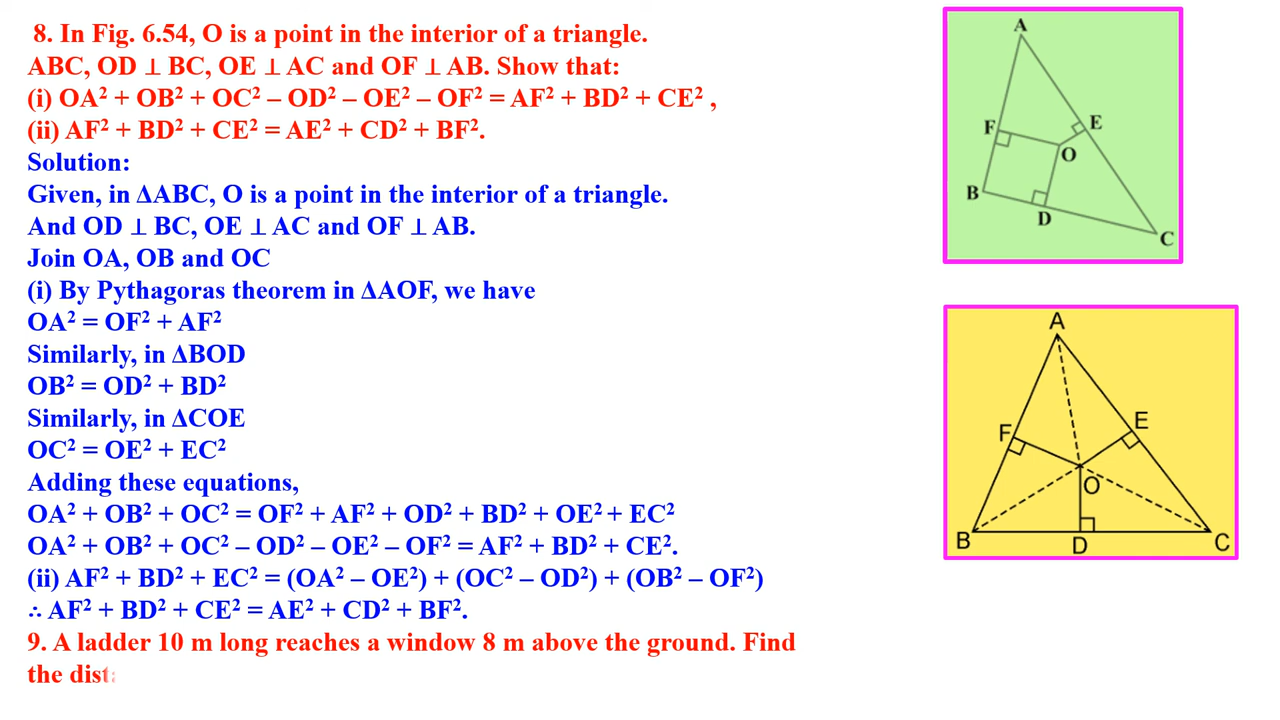 8. In Fig. 6.54, O is a point in the interior of a triangle.
ABC, OD ⊥ BC, OE ⊥ AC and OF ⊥ AB. Show that:
(i) OA² + OB² + OC² – OD² – OE² – OF² = AF² + BD² + CE² ,
(ii) AF² + BD² + CE² = AE² + CD² + BF².
Solution:
Given, in ΔABC, O is a point in the interior of a triangle.
And OD ⊥ BC, OE ⊥ AC and OF ⊥ AB.
Join OA, OB and OC
(i) By Pythagoras theorem in ΔAOF, we have
OA² = OF² + AF²
Similarly, in ΔBOD
OB² = OD² + BD²
Similarly, in ΔCOE
OC² = OE² + EC²
Adding these equations,
OA² + OB² + OC² = OF² + AF² + OD² + BD² + OE² + EC²
OA² + OB² + OC² – OD² – OE² – OF² = AF² + BD² + CE².
(ii) AF² + BD² + EC² = (OA² – OE²) + (OC² – OD²) + (OB² – OF²)
∴ AF² + BD² + CE² = AE² + CD² + BF².
9. A ladder 10 m long reaches a window 8 m above the ground. Find
the dist
A
F
E
O
B
D
C
A
F
E
O
B
D
C